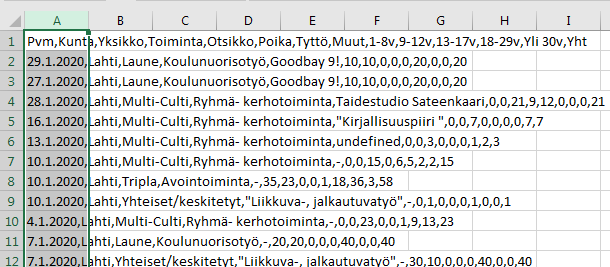 A B C D E F G H I
1 Pvm,Kunta,Yksikko,Toiminta,Otsikko,Poika,Tyttö,Muut,1-8v,9-12v,13-17v,18-29v,Yli 30v,Yht
2 29.1.2020,Lahti,Laune,Koulunuorisotyö,Goodbay 9!,10,10,0,0,0,20,0,0,20
3 27.1.2020,Lahti,Laune,Koulunuorisotyö,Goodbay 9!,10,10,0,0,0,20,0,0,20
4 28.1.2020,Lahti,Multi-Culti,Ryhmä- kerhotoiminta,Taidestudio Sateenkaari,0,0,21,9,12,0,0,0,21
5 16.1.2020,Lahti,Multi-Culti,Ryhmä- kerhotoiminta,"Kirjallisuuspiiri ",0,0,7,0,0,0,0,7,7
6 13.1.2020,Lahti,Multi-Culti,Ryhmä- kerhotoiminta,undefined,0,0,3,0,0,0,1,2,3
7 10.1.2020,Lahti,Multi-Culti,Ryhmä- kerhotoiminta,-,0,0,15,0,6,5,2,2,15
8 10.1.2020,Lahti,Tripla,Avointoiminta,-,35,23,0,0,1,18,36,3,58
9 10.1.2020,Lahti,Yhteiset/keskitetyt,"Liikkuva-, jalkautuvatyö",-,0,1,0,0,0,1,0,0,1
10 4.1.2020,Lahti,Multi-Culti,Ryhmä- kerhotoiminta,-,0,0,23,0,0,1,9,13,23
11 7.1.2020,Lahti,Laune,Koulunuorisotyö,-,20,20,0,0,0,40,0,0,40
12 7.1.2020,Lahti,Yhteiset/keskitetyt,"Liikkuva-, jalkautuvatyö",-,30,10,0,0,0,40,0,0,40